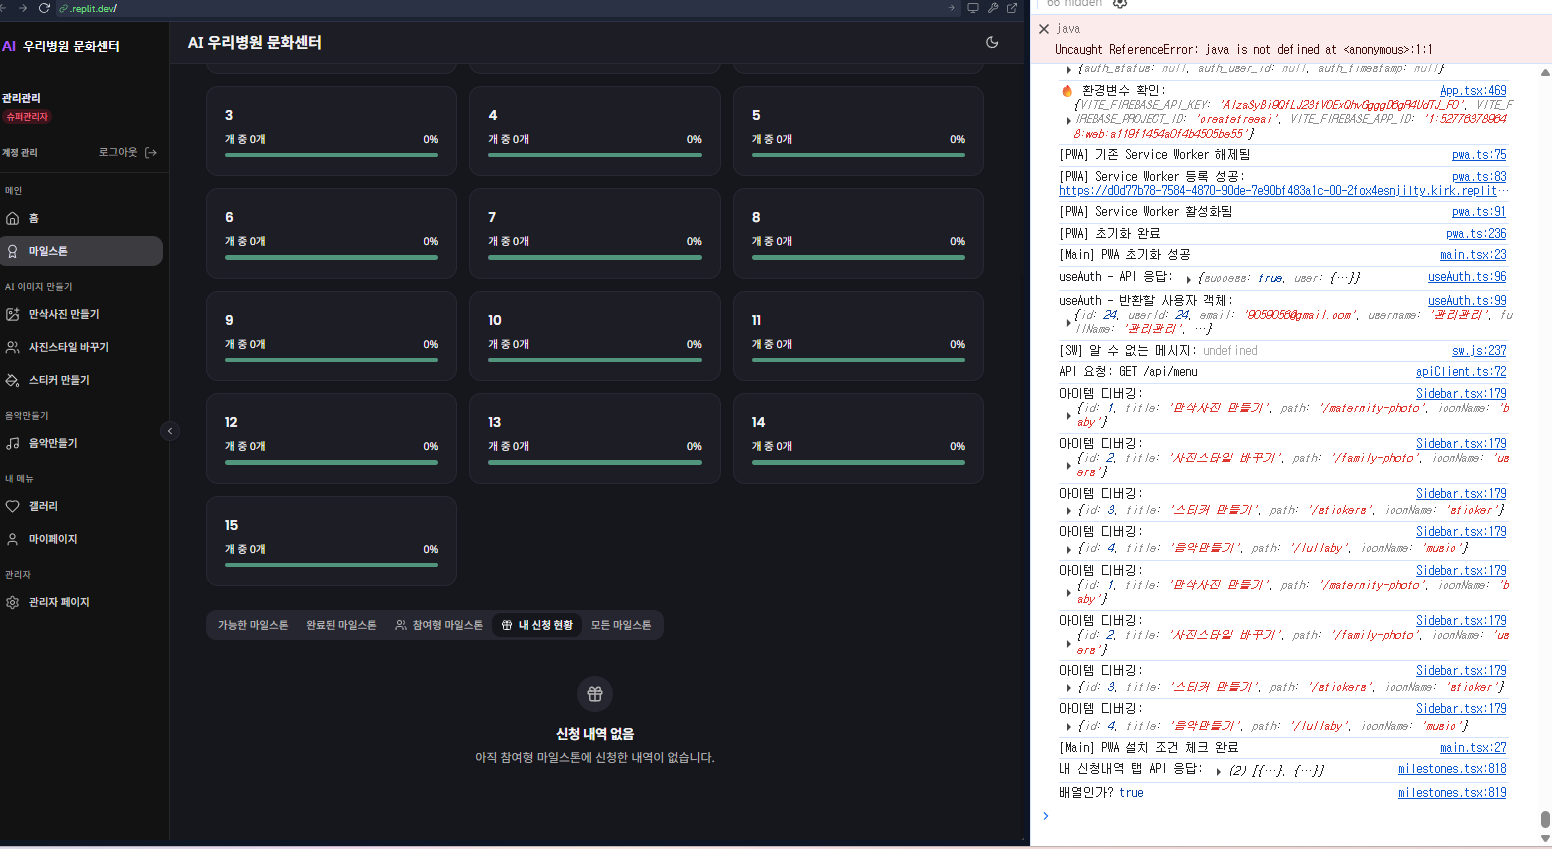 .replit.dev/
AI 우리병원 문화센터
관리관리
슈퍼관리자
계정 관리
로그아웃
메인
홈
마일스톤
AI 이미지 만들기
만삭사진 만들기
사진스타일 바꾸기
스티커 만들기
음악만들기
음악만들기
내 메뉴
갤러리
마이페이지
관리자
관리자 페이지
AI 우리병원 문화센터
3
개 중 0개 0%
4
개 중 0개 0%
5
개 중 0개 0%
6
개 중 0개 0%
7
개 중 0개 0%
8
개 중 0개 0%
9
개 중 0개 0%
10
개 중 0개 0%
11
개 중 0개 0%
12
개 중 0개 0%
13
개 중 0개 0%
14
개 중 0개 0%
15
개 중 0개 0%
가능한 마일스톤 완료된 마일스톤 참여형 마일스톤 내 신청 현황 모든 마일스톤
신청 내역 없음
아직 참여형 마일스톤에 신청한 내역이 없습니다.
66 hidden
java
Uncaught ReferenceError: java is not defined at <anonymous>:1:1
{auth_status: null, auth_user_id: null, auth_timestamp: null}
🔥 환경변수 확인: App.tsx:469
[PWA] 기존 Service Worker 해제됨 pwa.ts:75
[PWA] Service Worker 등록 성공: pwa.ts:83
https://d0d77b78-7584-4870-90de-7e90bf483a1c-00-2fox4esnjilty.kirk.replit…
[PWA] Service Worker 활성화됨 pwa.ts:91
[PWA] 초기화 완료 pwa.ts:236
[Main] PWA 초기화 성공 main.tsx:23
useAuth - API 응답: {success: true, user: {…}} useAuth.ts:96
useAuth - 반환할 사용자 객체: useAuth.ts:99
{id: 24, userId: 24, email:
username: '관리관리', fu
llName: '관리관리', …}
[SW] 알 수 없는 메시지: undefined sw.js:237
API 요청: GET /api/menu apiClient.ts:72
아이템 디버깅: Sidebar.tsx:179
{id: 1, title: '만삭사진 만들기', path: '/maternity-photo', iconName: 'b
aby'}
아이템 디버깅: Sidebar.tsx:179
{id: 2, title: '사진스타일 바꾸기', path: '/family-photo', iconName: 'us
ers'}
아이템 디버깅: Sidebar.tsx:179
{id: 3, title: '스티커 만들기', path: '/stickers', iconName: 'sticker'}
아이템 디버깅: Sidebar.tsx:179
{id: 4, title: '음악만들기', path: '/lullaby', iconName: 'music'}
아이템 디버깅: Sidebar.tsx:179
{id: 1, title: '만삭사진 만들기', path: '/maternity-photo', iconName: 'b
aby'}
아이템 디버깅: Sidebar.tsx:179
{id: 2, title: '사진스타일 바꾸기', path: '/family-photo', iconName: 'us
ers'}
아이템 디버깅: Sidebar.tsx:179
{id: 3, title: '스티커 만들기', path: '/stickers', iconName: 'sticker'}
아이템 디버깅: Sidebar.tsx:179
{id: 4, title: '음악만들기', path: '/lullaby', iconName: 'music'}
[Main] PWA 설치 조건 체크 완료 main.tsx:27
내 신청내역 탭 API 응답: (2) [{…}, {…}] milestones.tsx:818
배열인가? true milestones.tsx:819